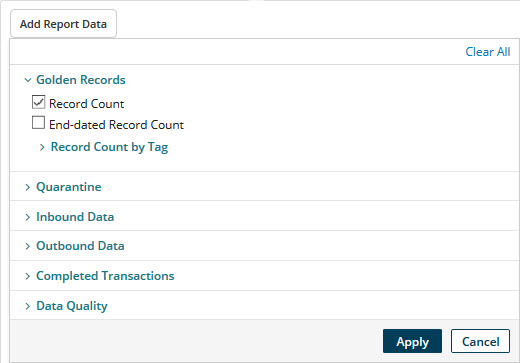 Add Report Data
Clear All
Golden Records
Record Count
End-dated Record Count
Record Count by Tag
Quarantine
Inbound Data
Outbound Data
Completed Transactions
Data Quality
Apply Cancel